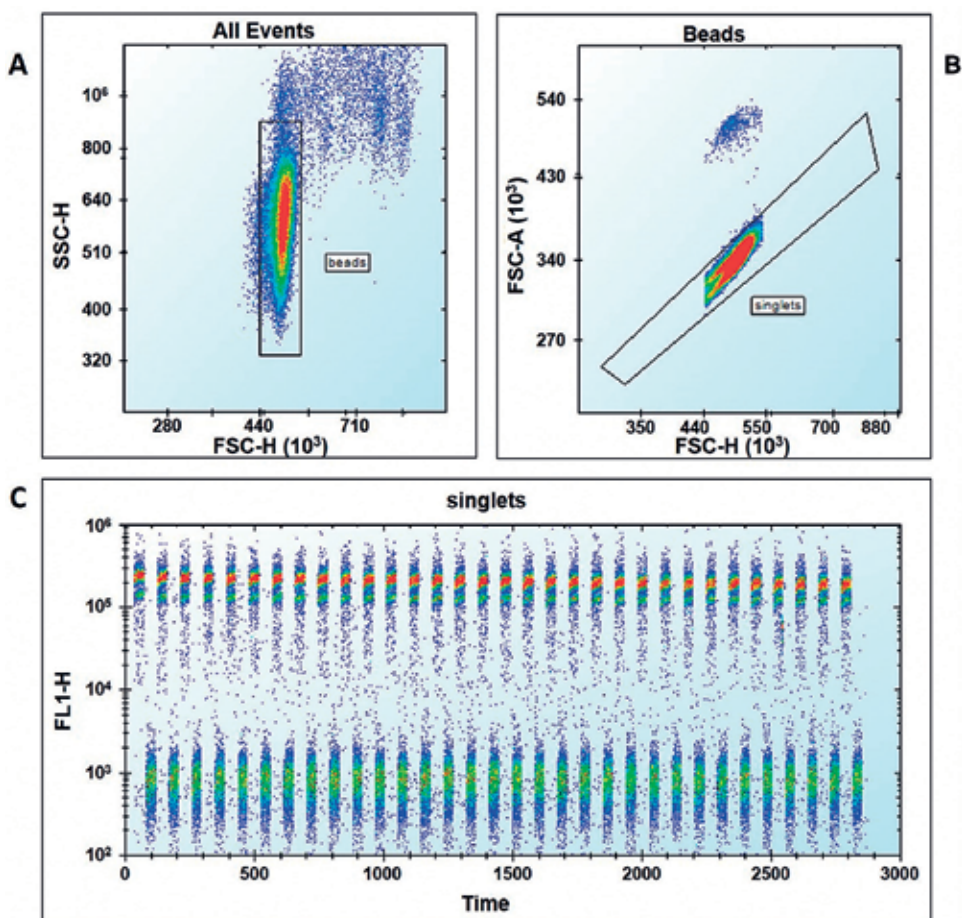 A
All Events
SSC-H
10⁶
800
640
510
400
320
beads
280
440
710
FSC-H (10³)
B
Beads
FSC-A (10³)
540
430
340
270
singlets
350
440
550
700
880
FSC-H (10³)
C
singlets
FL1-H
10⁶
10⁵
10⁴
10³
10²
0
500
1000
1500
2000
2500
3000
Time